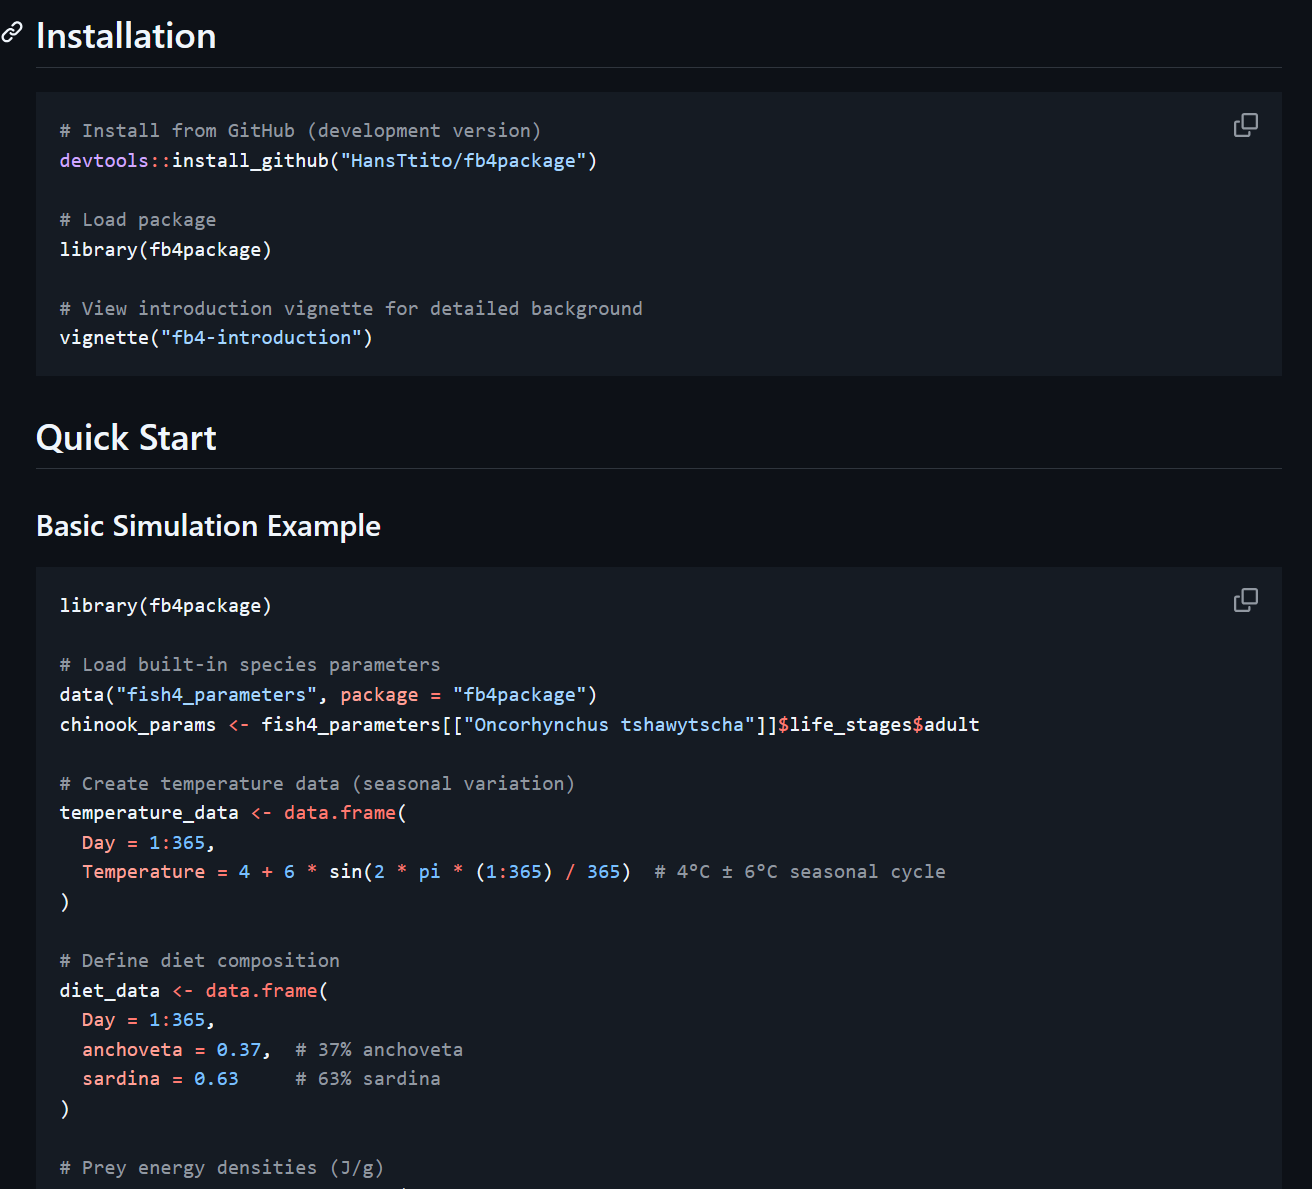 Installation
# Install from GitHub (development version)
devtools::install_github("HansTtito/fb4package")
# Load package
library(fb4package)
# View introduction vignette for detailed background
vignette("fb4-introduction")
Quick Start
Basic Simulation Example
library(fb4package)
# Load built-in species parameters
data("fish4_parameters", package = "fb4package")
chinook_params <- fish4_parameters[["Oncorhynchus tshawytscha"]]$life_stages$adult
# Create temperature data (seasonal variation)
temperature_data <- data.frame(
  Day = 1:365,
  Temperature = 4 + 6 * sin(2 * pi * (1:365) / 365)  # 4°C ± 6°C seasonal cycle
)
# Define diet composition
diet_data <- data.frame(
  Day = 1:365,
  anchoveta = 0.37,  # 37% anchoveta
  sardina = 0.63     # 63% sardina
)
# Prey energy densities (J/g)